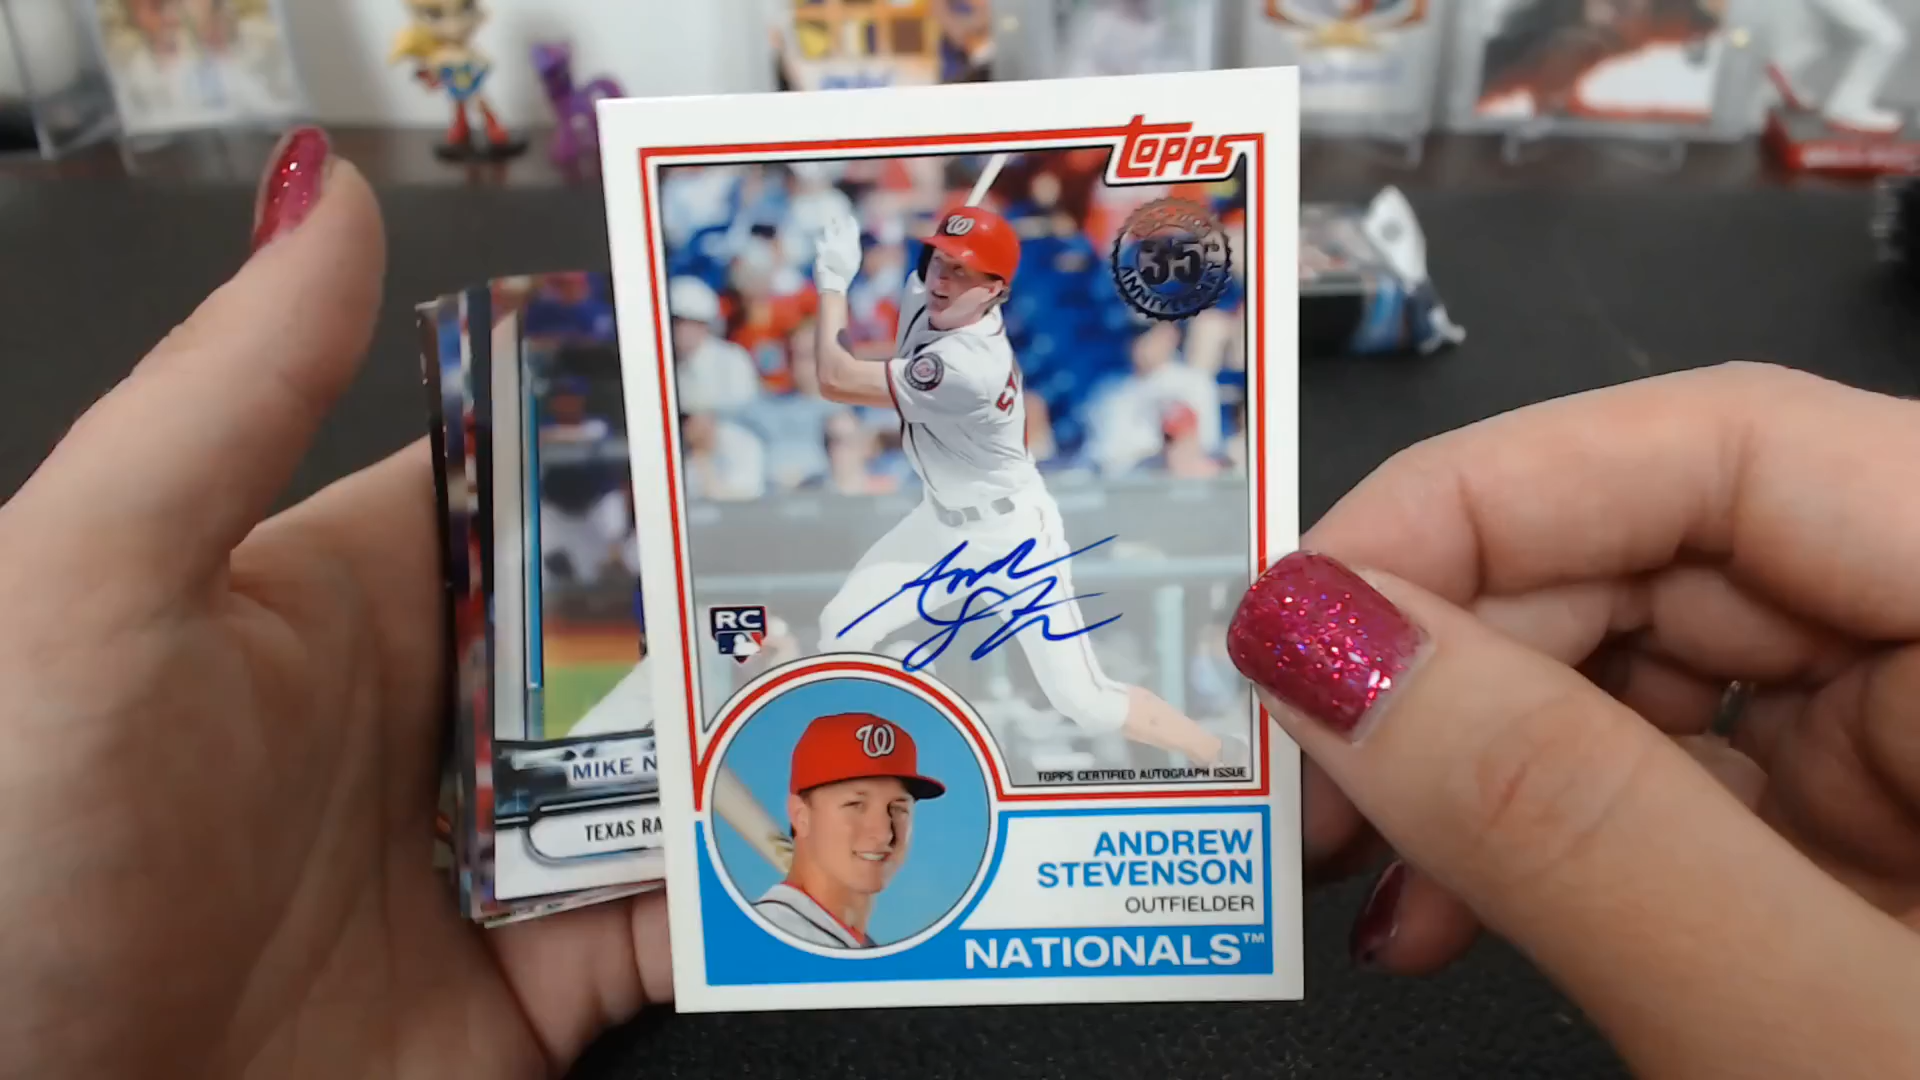 Topps
35th
ANNIVERSARY
W
RC
TOPPS CERTIFIED AUTOGRAPH ISSUE
W
ANDREW
STEVENSON
OUTFIELDER
NATIONALS™
MIKE N
TEXAS RA